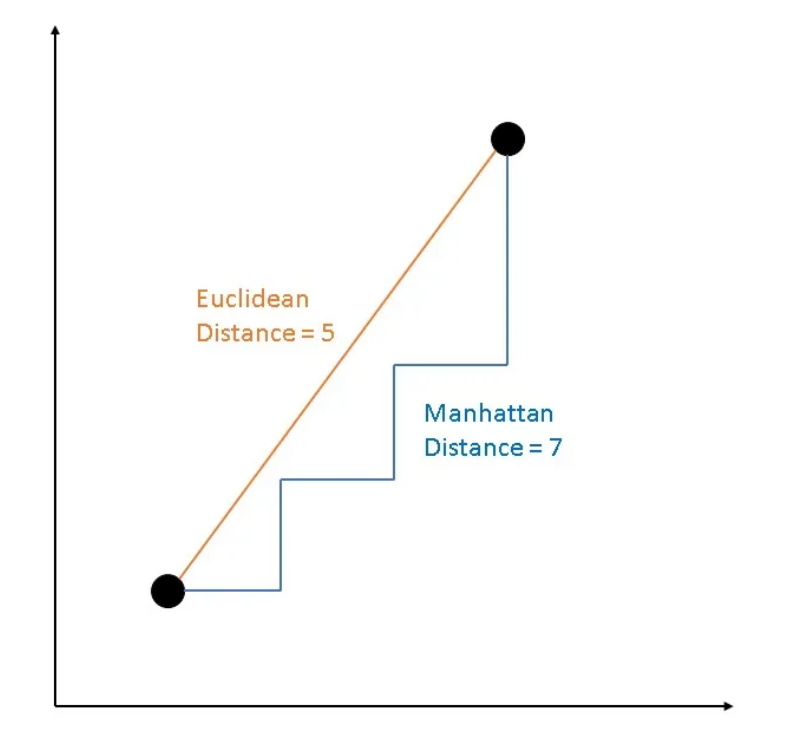 Euclidean
Distance = 5
Manhattan
Distance = 7